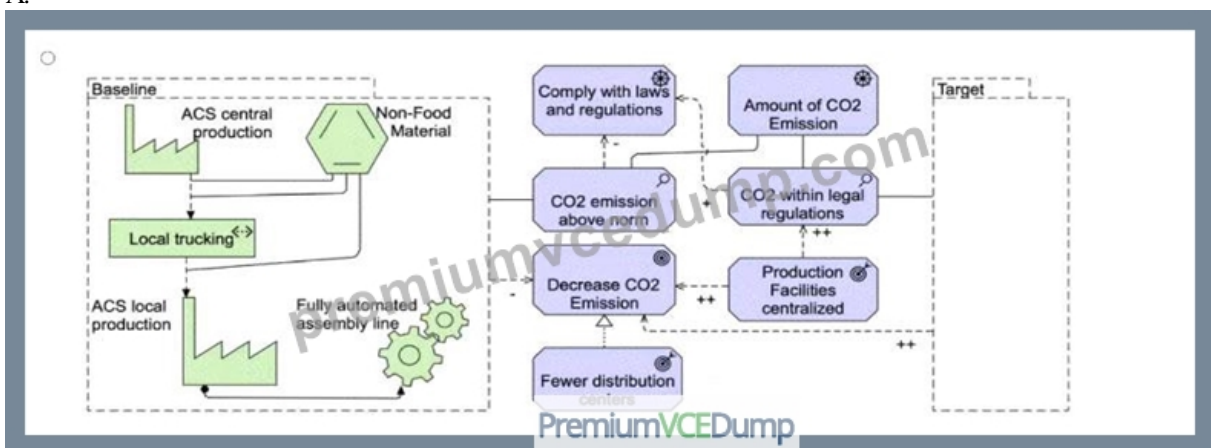 A.
Baseline
ACS central
production
Non-Food
Material
Local trucking
ACS local
production
Fully automated
assembly line
Comply with laws
and regulations
Amount of CO2
Emission
-
CO2 emission
above norm
+
CO2 within legal
regulations
++
Decrease CO2
Emission
-
++
Production
Facilities
centralized
++
Fewer distribution
centers
Target
premiumvcedump.com
PremiumVCEDump